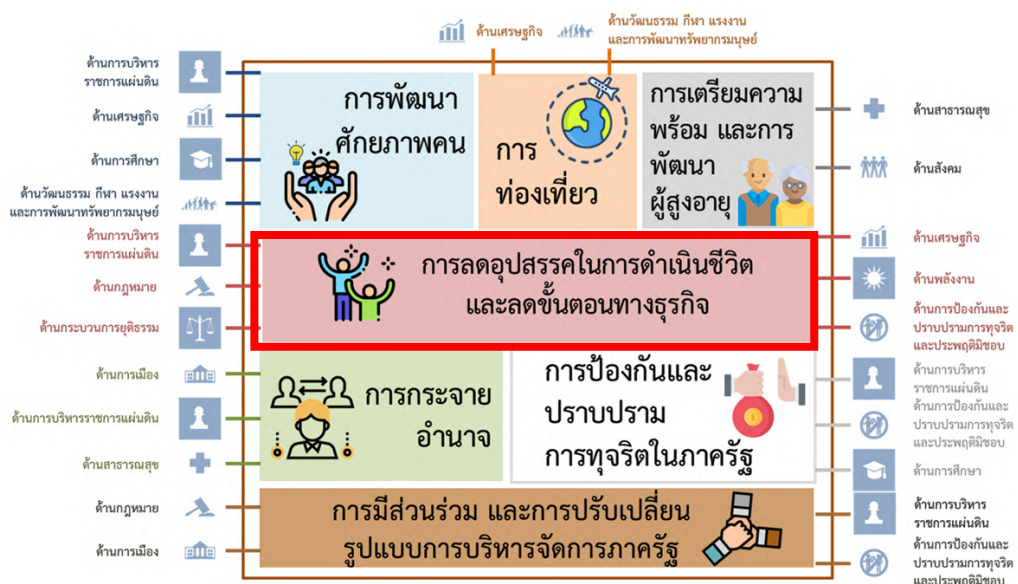 ด้านเศรษฐกิจ
ด้านวัฒนธรรม กีฬา แรงงาน
และการพัฒนาทรัพยากรมนุษย์
ด้านการบริหาร
ราชการแผ่นดิน
ด้านเศรษฐกิจ
ด้านการศึกษา
ด้านวัฒนธรรม กีฬา แรงงาน
และการพัฒนาทรัพยากรมนุษย์
ด้านการบริหาร
ราชการแผ่นดิน
ด้านกฎหมาย
ด้านกระบวนการยุติธรรม
ด้านการเมือง
ด้านการบริหารราชการแผ่นดิน
ด้านสาธารณสุข
ด้านกฎหมาย
ด้านการเมือง
การพัฒนา
ศักยภาพคน
การ
ท่องเที่ยว
การเตรียมความ
พร้อม และการ
พัฒนา
ผู้สูงอายุ
การลดอุปสรรคในการดำเนินชีวิต
และลดขั้นตอนทางธุรกิจ
การกระจาย
อำนาจ
การป้องกันและ
ปราบปราม
การทุจริตในภาครัฐ
การมีส่วนร่วม และการปรับเปลี่ยน
รูปแบบการบริหารจัดการภาครัฐ
ด้านสาธารณสุข
ด้านสังคม
ด้านเศรษฐกิจ
ด้านพลังงาน
ด้านการป้องกันและ
ปราบปรามการทุจริต
และประพฤติมิชอบ
ด้านการบริหาร
ราชการแผ่นดิน
ด้านการป้องกันและ
ปราบปรามการทุจริต
และประพฤติมิชอบ
ด้านการศึกษา
ด้านการบริหาร
ราชการแผ่นดิน
ด้านการป้องกันและ
ปราบปรามการทุจริต
และประพฤติมิชอบ